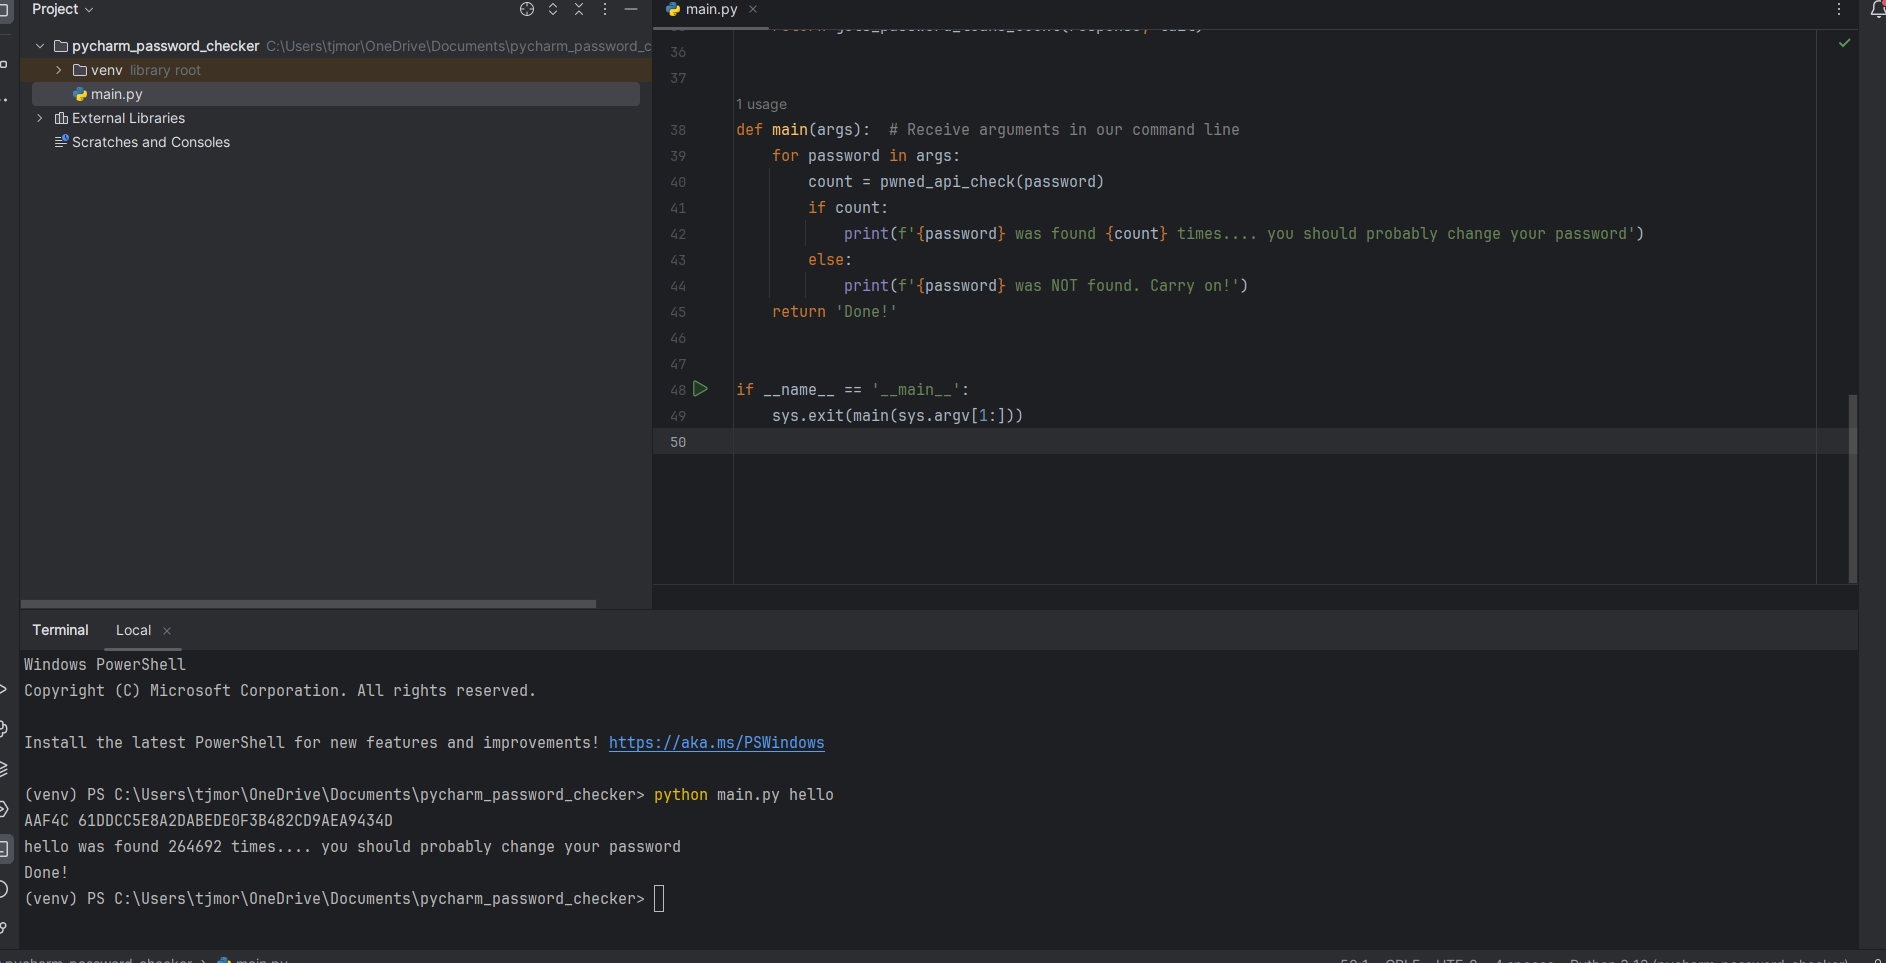 Project
main.py
pycharm_password_checker C:\Users\tjmor\OneDrive\Documents\pycharm_password_c
venv library root
main.py
External Libraries
Scratches and Consoles
36
37
1 usage
38 def main(args):  # Receive arguments in our command line
39     for password in args:
40         count = pwned_api_check(password)
41         if count:
42             print(f'{password} was found {count} times.... you should probably change your password')
43         else:
44             print(f'{password} was NOT found. Carry on!')
45     return 'Done!'
46
47
48 if __name__ == '__main__':
49     sys.exit(main(sys.argv[1:]))
50
Terminal Local
Windows PowerShell
Copyright (C) Microsoft Corporation. All rights reserved.
Install the latest PowerShell for new features and improvements! https://aka.ms/PSWindows
(venv) PS C:\Users\tjmor\OneDrive\Documents\pycharm_password_checker> python main.py hello
AAF4C 61DDCC5E8A2DABEDE0F3B482CD9AEA9434D
hello was found 264692 times.... you should probably change your password
Done!
(venv) PS C:\Users\tjmor\OneDrive\Documents\pycharm_password_checker>